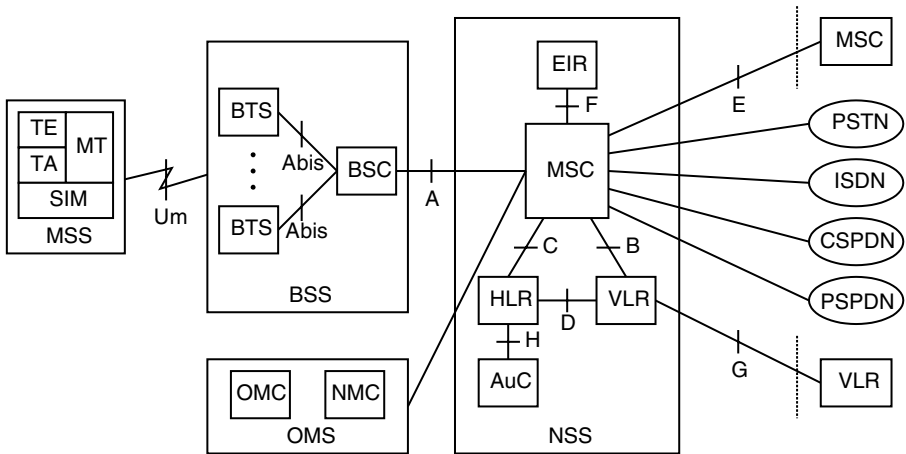 TE
MT
TA
SIM
MSS
Um
BTS
Abis
BTS
Abis
BSC
BSS
A
OMC
NMC
OMS
EIR
F
MSC
C
B
HLR
D
VLR
H
AuC
NSS
E
MSC
PSTN
ISDN
CSPDN
PSPDN
G
VLR